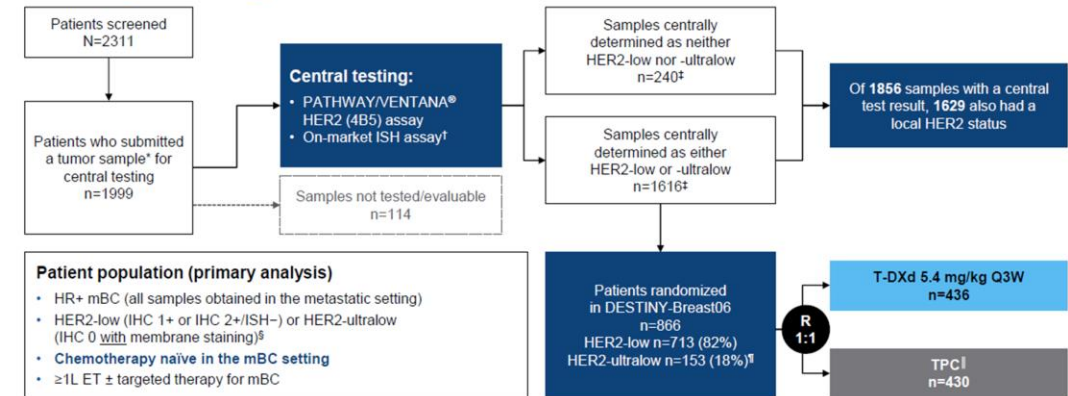 Patients screened
N=2311
Patients who submitted
a tumor sample* for
central testing
n=1999
Central testing:
• PATHWAY/VENTANA®
HER2 (4B5) assay
• On-market ISH assay†
Samples not tested/evaluable
n=114
Samples centrally
determined as neither
HER2-low nor -ultralow
n=240‡
Samples centrally
determined as either
HER2-low or -ultralow
n=1616‡
Of 1856 samples with a central
test result, 1629 also had a
local HER2 status
Patient population (primary analysis)
• HR+ mBC (all samples obtained in the metastatic setting)
• HER2-low (IHC 1+ or IHC 2+/ISH−) or HER2-ultralow
(IHC 0 with membrane staining)§
• Chemotherapy naïve in the mBC setting
• ≥1L ET ± targeted therapy for mBC
Patients randomized
in DESTINY-Breast06
n=866
HER2-low n=713 (82%)
HER2-ultralow n=153 (18%)¶
R
1:1
T-DXd 5.4 mg/kg Q3W
n=436
TPC‖
n=430